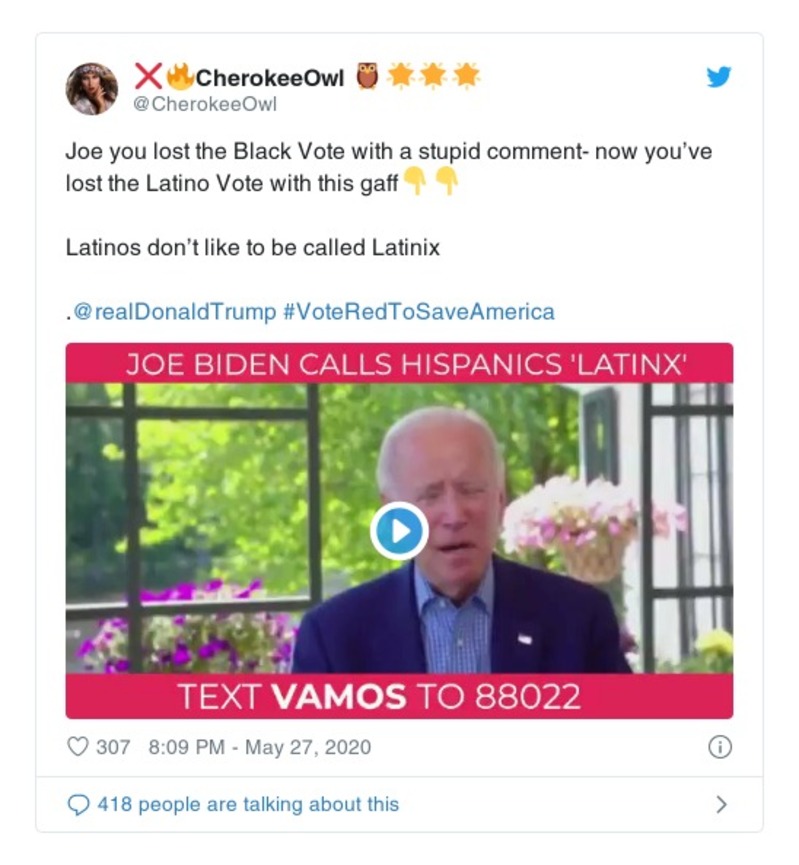 ❌🔥CherokeeOwl 🦉🌟🌟🌟
@CherokeeOwl
Joe you lost the Black Vote with a stupid comment- now you've
lost the Latino Vote with this gaff👇👇
Latinos don't like to be called Latinix
.@realDonaldTrump #VoteRedToSaveAmerica
JOE BIDEN CALLS HISPANICS 'LATINX'
TEXT VAMOS TO 88022
307 8:09 PM - May 27, 2020
418 people are talking about this